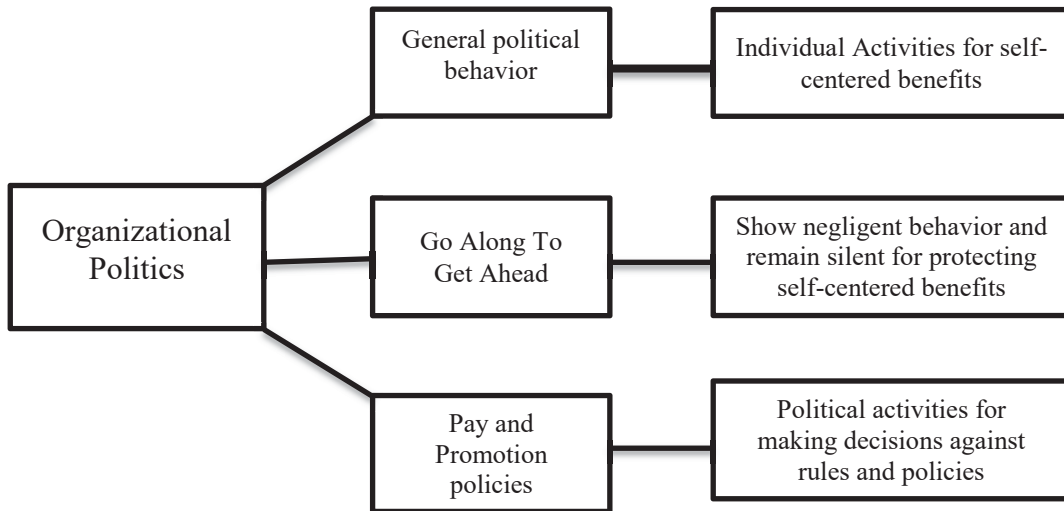 General political
behavior
Individual Activities for self-
centered benefits
Organizational
Politics
Go Along To
Get Ahead
Show negligent behavior and
remain silent for protecting
self-centered benefits
Pay and
Promotion
policies
Political activities for
making decisions against
rules and policies